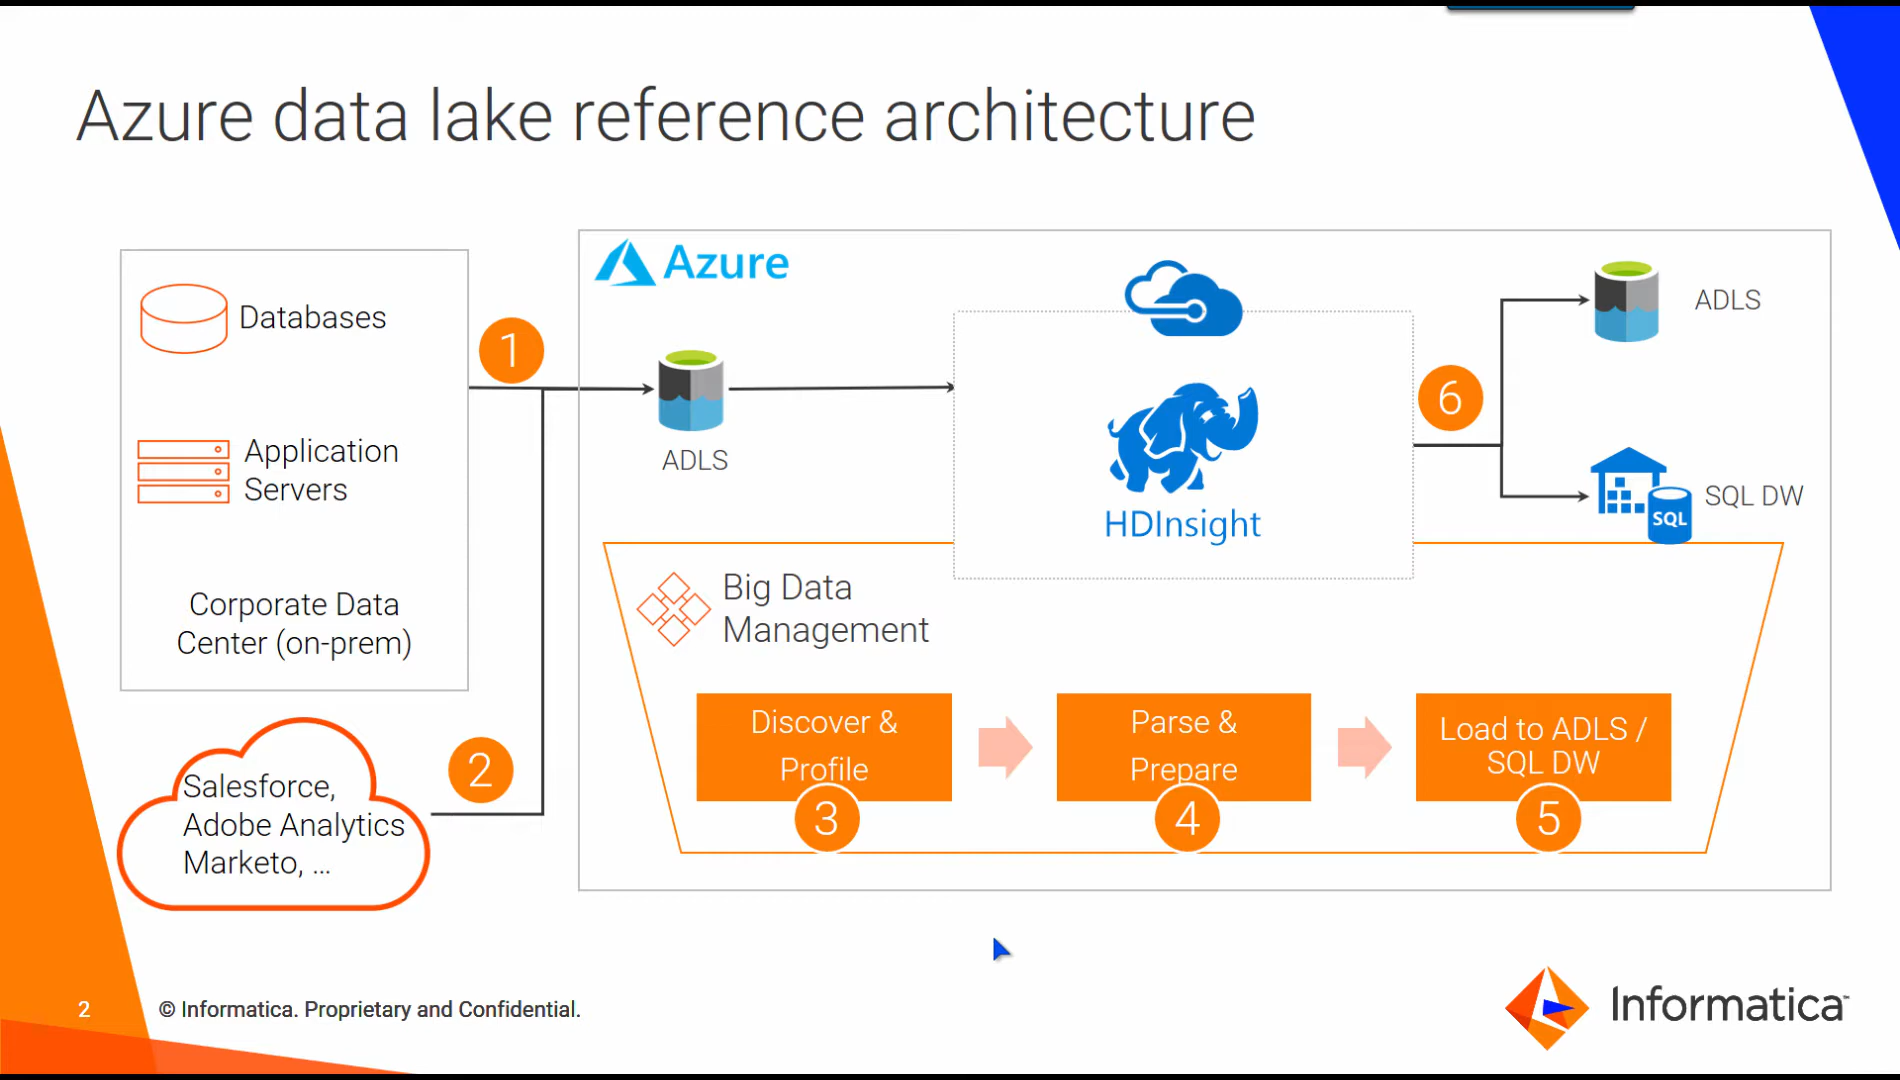 Azure data lake reference architecture
Databases
Application
Servers
Corporate Data
Center (on-prem)
1
Salesforce,
Adobe Analytics
Marketo, ...
2
Azure
ADLS
HDInsight
6
ADLS
SQL
SQL DW
Big Data
Management
Discover &
Profile
3
Parse &
Prepare
4
Load to ADLS /
SQL DW
5
2
© Informatica. Proprietary and Confidential.
Informatica™